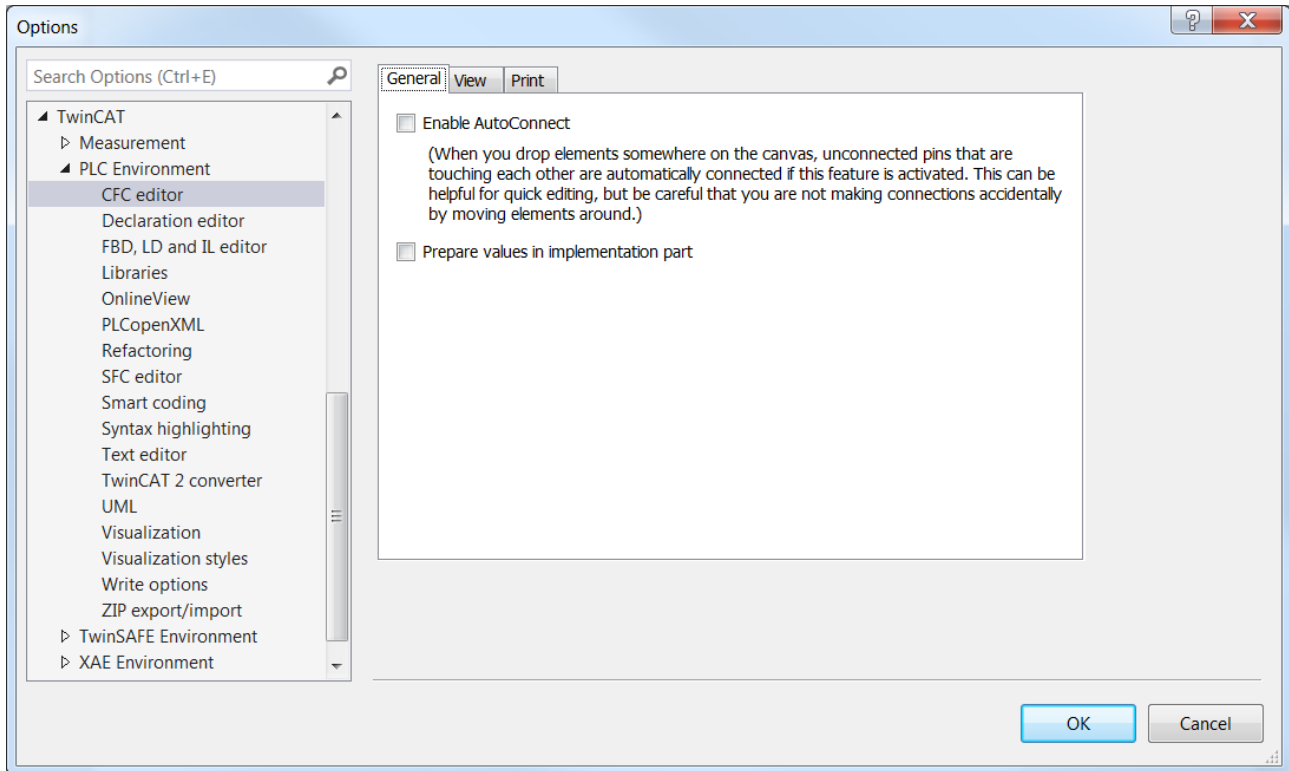 Options
Search Options (Ctrl+E)
TwinCAT
Measurement
PLC Environment
CFC editor
Declaration editor
FBD, LD and IL editor
Libraries
OnlineView
PLCopenXML
Refactoring
SFC editor
Smart coding
Syntax highlighting
Text editor
TwinCAT 2 converter
UML
Visualization
Visualization styles
Write options
ZIP export/import
TwinSAFE Environment
XAE Environment
General View Print
Enable AutoConnect
(When you drop elements somewhere on the canvas, unconnected pins that are
touching each other are automatically connected if this feature is activated. This can be
helpful for quick editing, but be careful that you are not making connections accidentally
by moving elements around.)
Prepare values in implementation part
OK Cancel